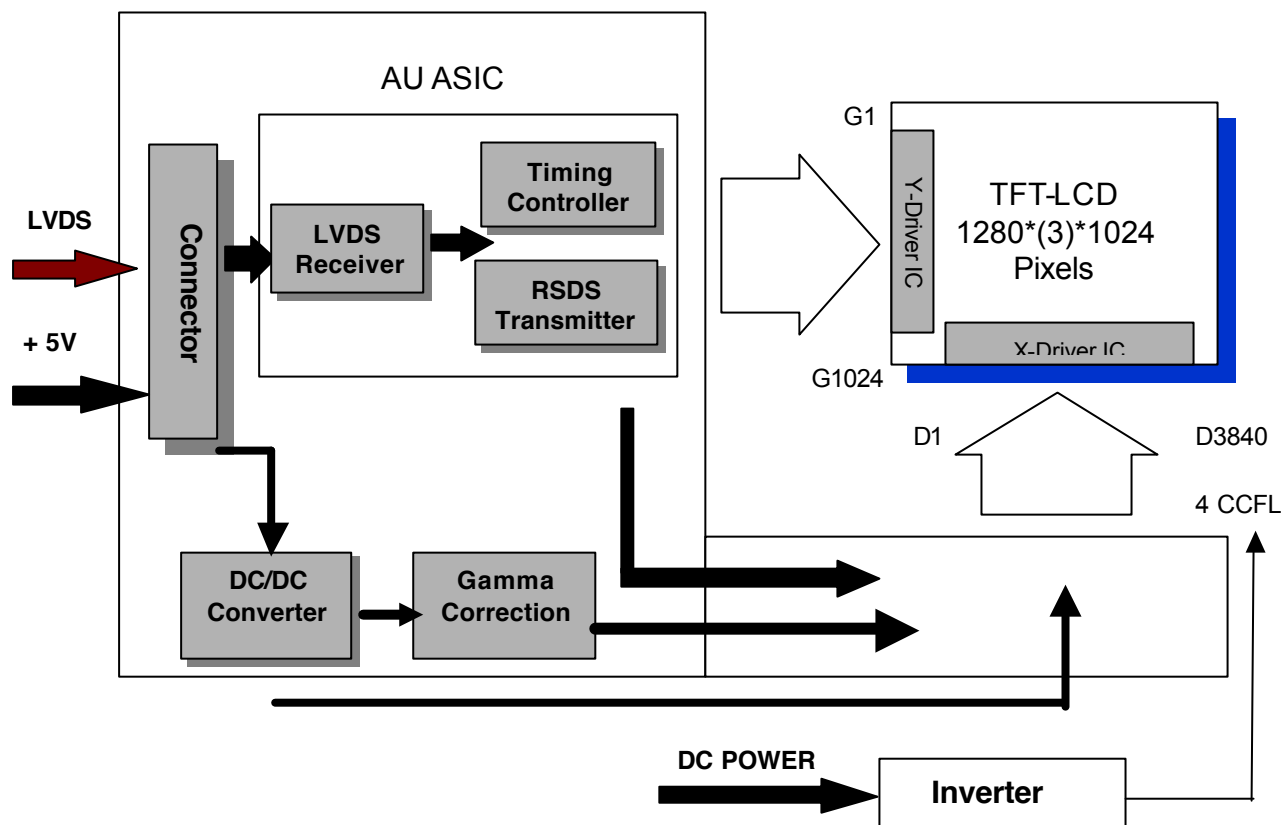 AU ASIC
G1
Timing
Controller
LVDS
Connector
LVDS
Receiver
Y-Driver IC
TFT-LCD
1280*(3)*1024
Pixels
RSDS
Transmitter
+ 5V
X-Driver IC
G1024
D1
D3840
4 CCFL
DC/DC
Converter
Gamma
Correction
DC POWER
Inverter